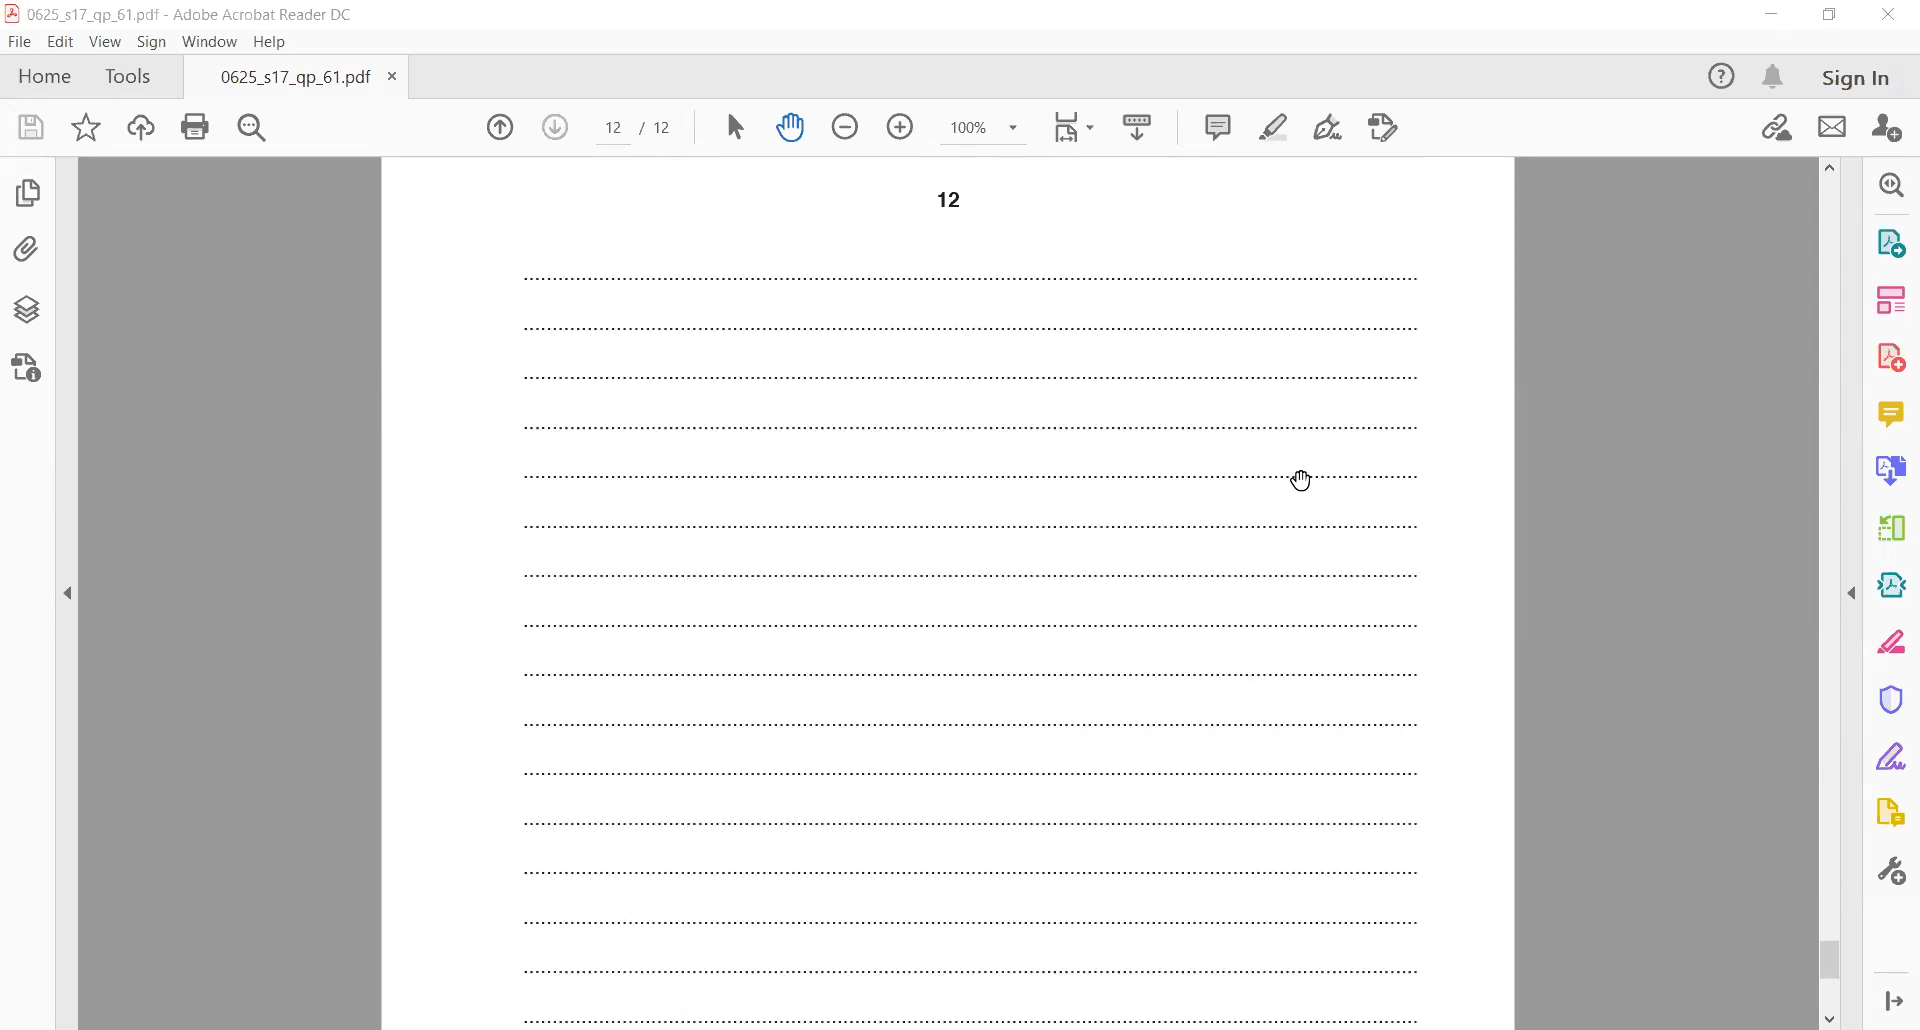 0625_s17_qp_61.pdf - Adobe Acrobat Reader DC
File Edit View Sign Window Help
Home Tools 0625_s17_qp_61.pdf × Sign In
12 / 12 100%
12